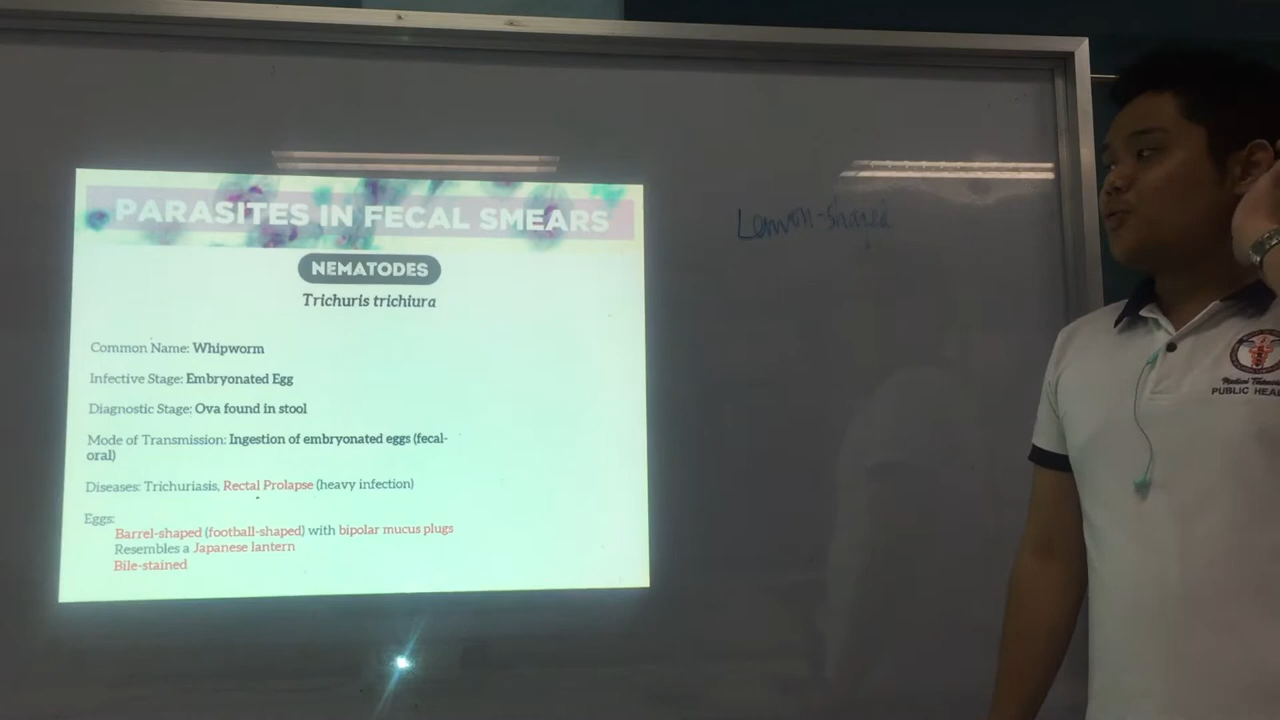 PARASITES IN FECAL SMEARS
NEMATODES
Trichuris trichiura
Common Name: Whipworm
Infective Stage: Embryonated Egg
Diagnostic Stage: Ova found in stool
Mode of Transmission: Ingestion of embryonated eggs (fecal-
oral)
Diseases: Trichuriasis, Rectal Prolapse (heavy infection)
Eggs:
Barrel-shaped (football-shaped) with bipolar mucus plugs
Resembles a Japanese lantern
Bile-stained
Lemon-shaped
Medical
PUBLIC